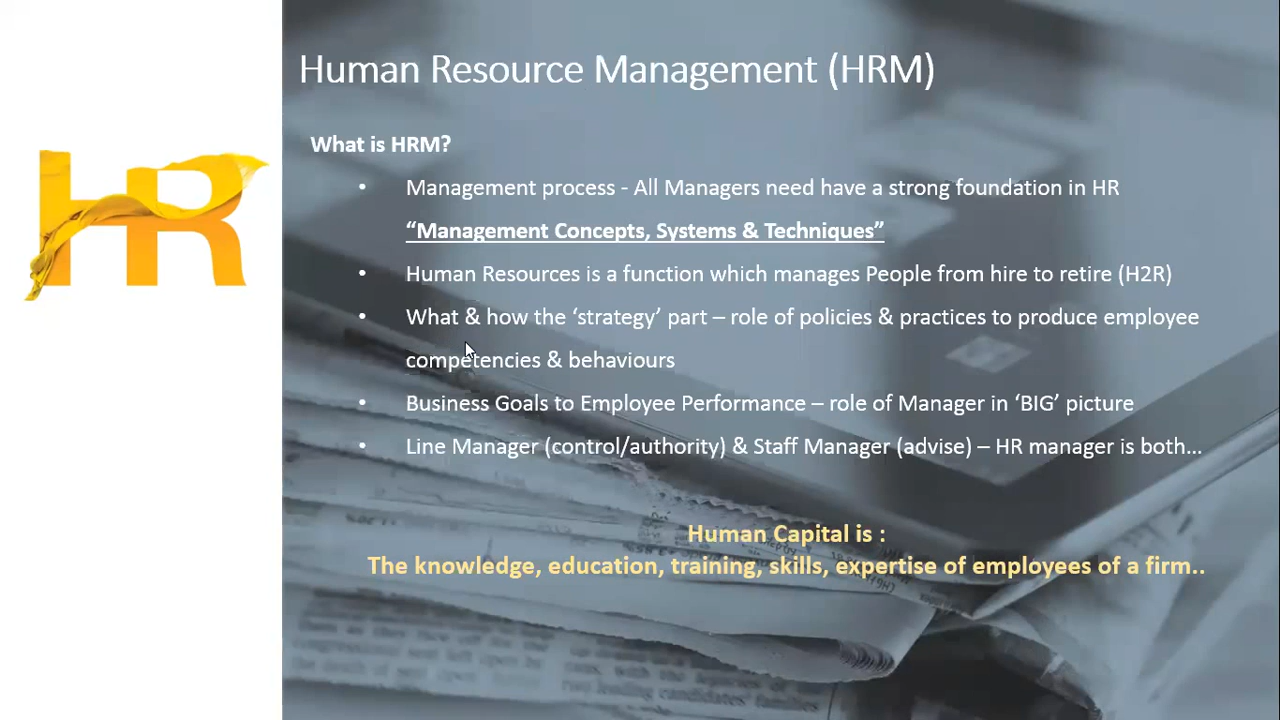 HR
Human Resource Management (HRM)
What is HRM?
• Management process - All Managers need have a strong foundation in HR
“Management Concepts, Systems & Techniques”
• Human Resources is a function which manages People from hire to retire (H2R)
• What & how the ‘strategy’ part – role of policies & practices to produce employee
competencies & behaviours
• Business Goals to Employee Performance – role of Manager in ‘BIG’ picture
• Line Manager (control/authority) & Staff Manager (advise) – HR manager is both...
Human Capital is :
The knowledge, education, training, skills, expertise of employees of a firm..